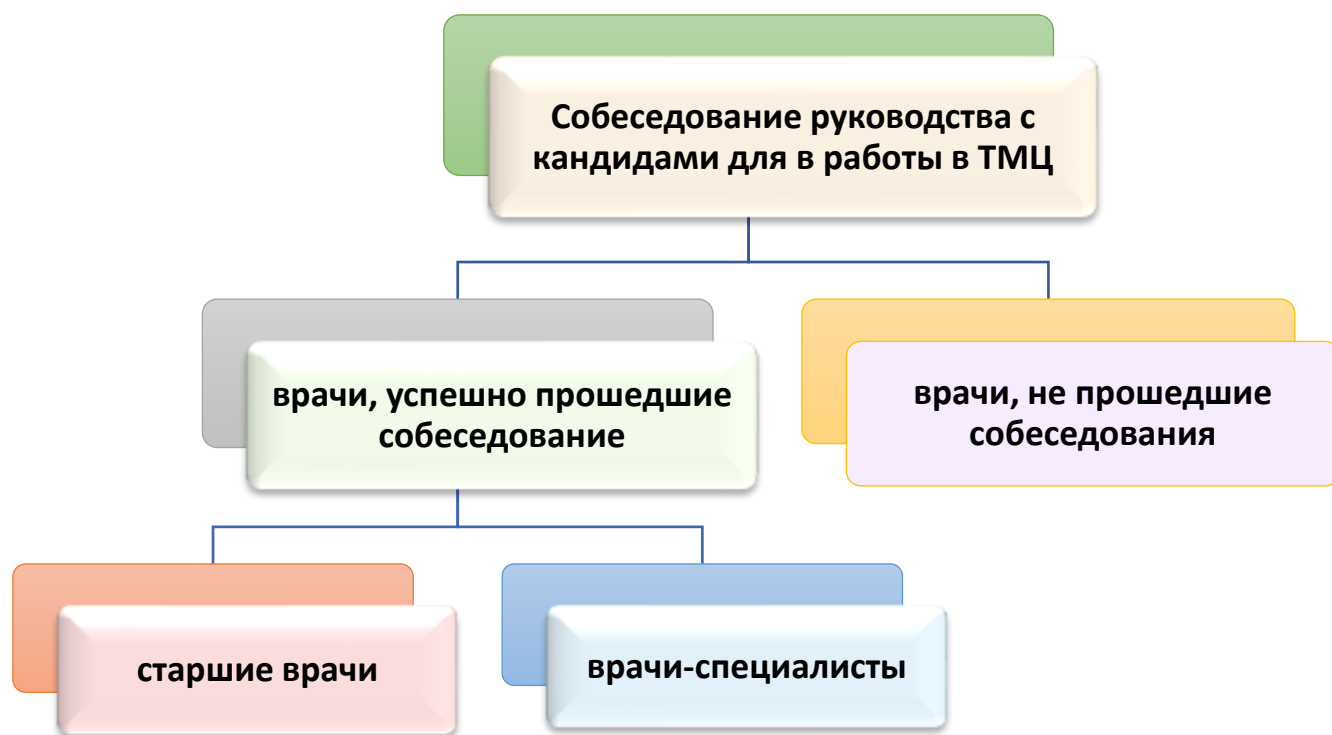 Собеседование руководства с
кандидами для в работы в ТМЦ
врачи, успешно прошедшие
собеседование
врачи, не прошедшие
собеседования
старшие врачи
врачи-специалисты